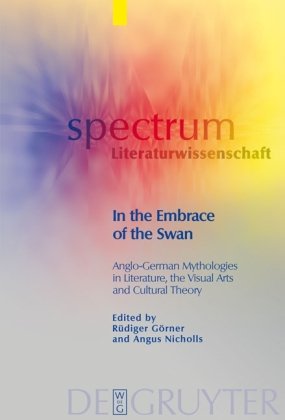 spectrum
Literaturwissenschaft
In the Embrace
of the Swan
Anglo-German Mythologies
in Literature, the Visual Arts
and Cultural Theory
Edited by
Rüdiger Görner
and Angus Nicholls
W
DE
G
DE GRUYTER